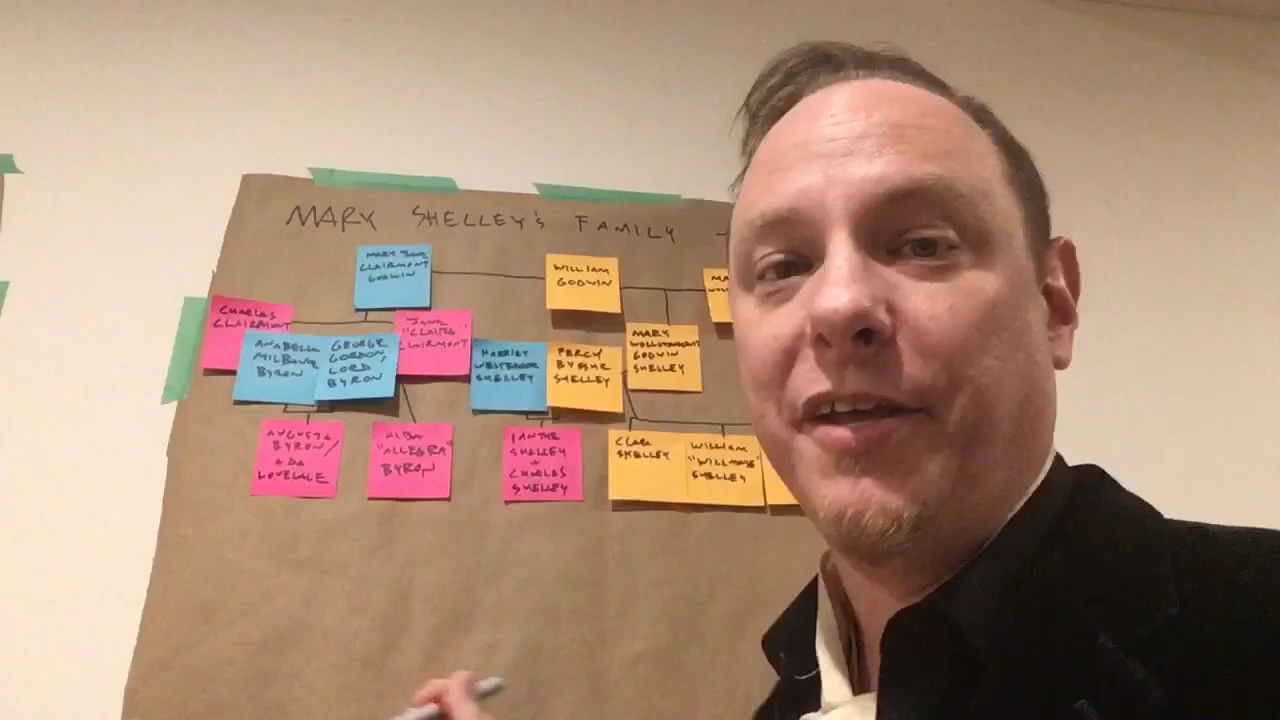 MARY SHELLEY'S FAMILY -
MARY JANE
CLAIRMONT
GODWIN
WILLIAM
GODWIN
MA
CHARLES
CLAIRMONT
JANE
"CLAIRE"
CLAIRMONT
ANABELLA
MILBANKE
BYRON
GEORGE
GORDON,
LORD
BYRON
HARRIET
WESTBROOK
SHELLEY
PERCY
BYSSHE
SHELLEY
MARY
WOLLSTONECRAFT
GODWIN
SHELLEY
AUGUSTA
BYRON/
ADA
LOVELACE
ALBA
"ALLEGRA"
BYRON
IANTHE
SHELLEY
+
CHARLES
SHELLEY
CLARA
SHELLEY
WILLIAM
"WILLMOUSE"
SHELLEY